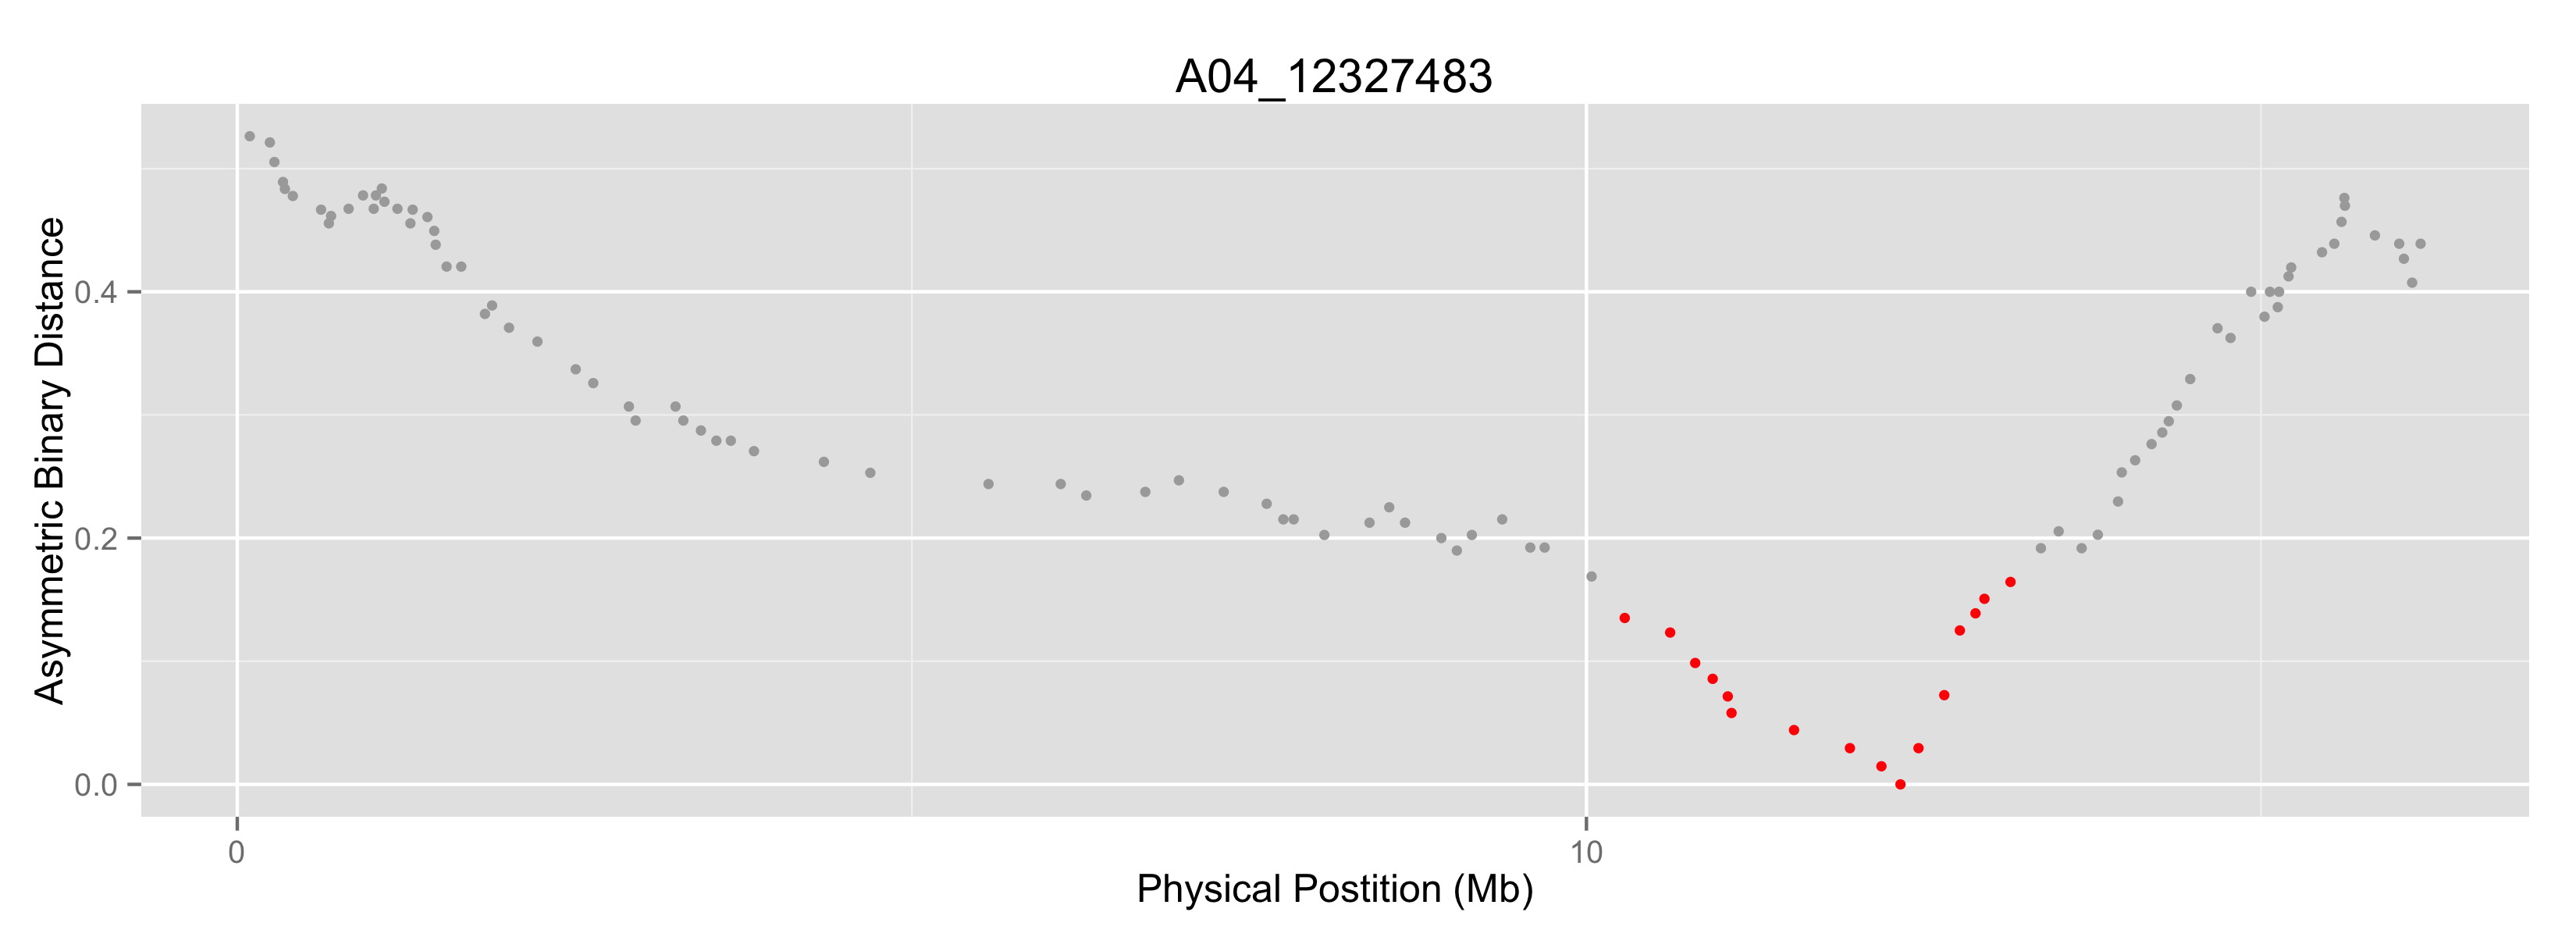 A04_12327483
Asymmetric Binary Distance
0.4
0.2
0.0
0
10
Physical Postition (Mb)